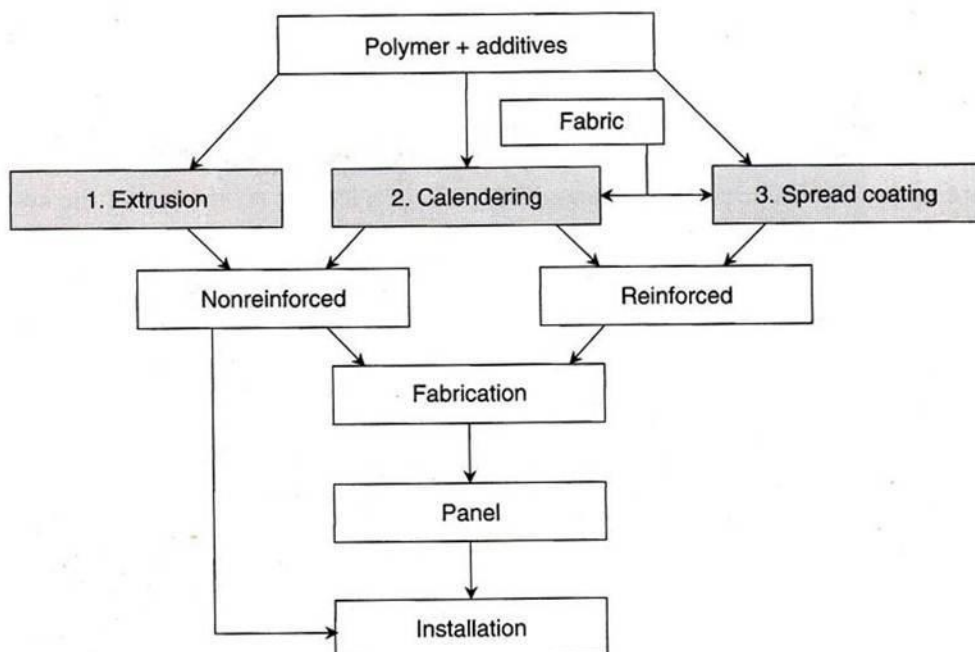 Polymer + additives
Fabric
1. Extrusion
2. Calendering
3. Spread coating
Nonreinforced
Reinforced
Fabrication
Panel
Installation